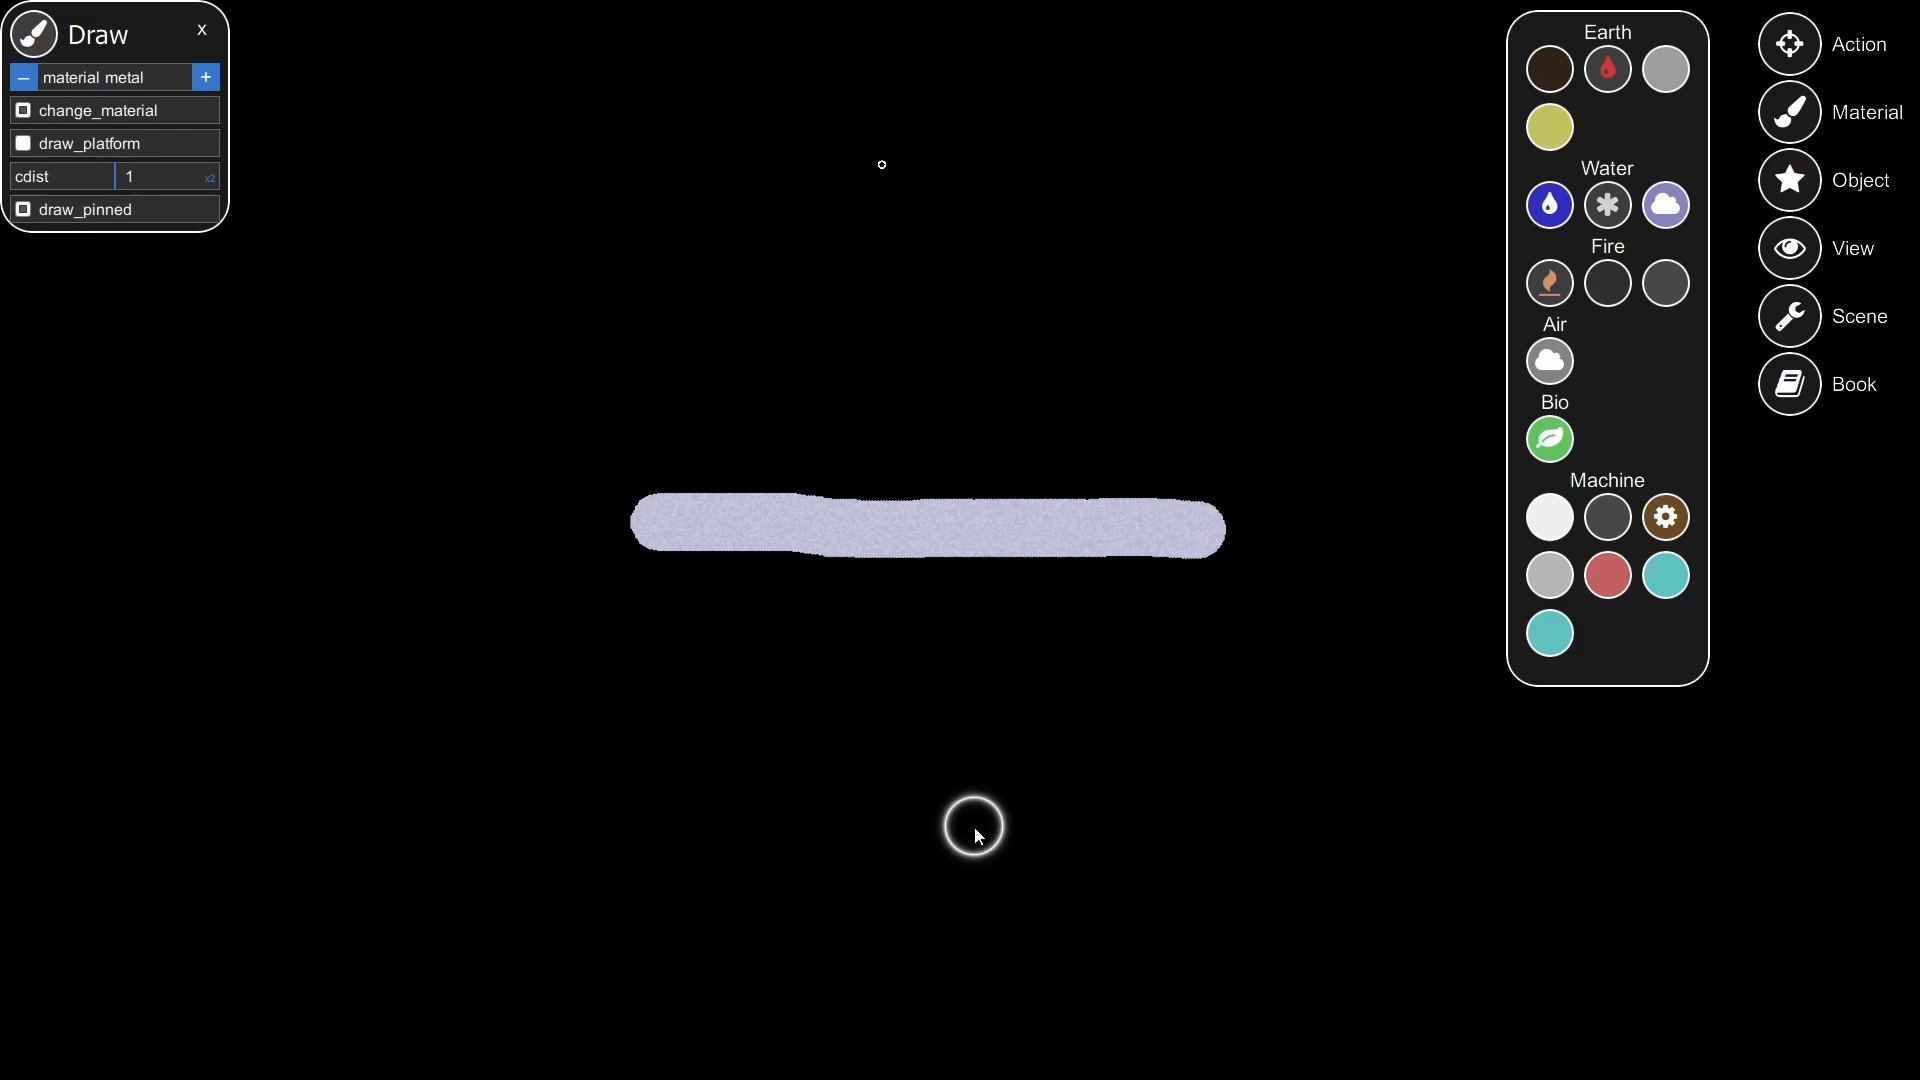 Draw
x
– material metal +
change_material
draw_platform
cdist 1 x2
draw_pinned
Earth
Water
Fire
Air
Bio
Machine
Action
Material
Object
View
Scene
Book